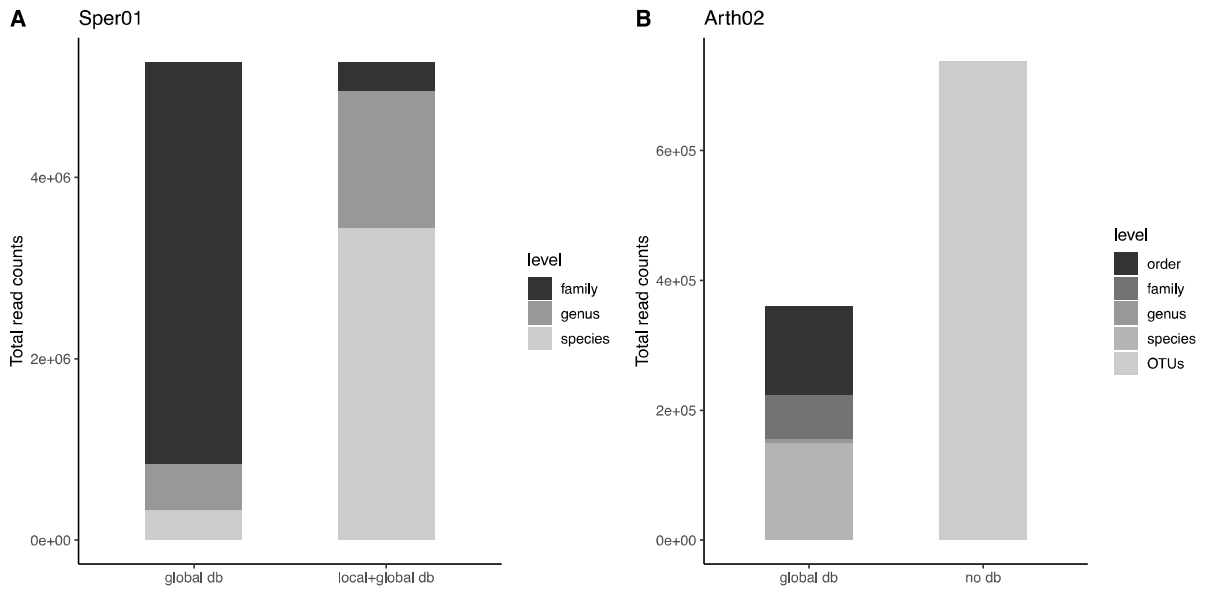 A
Sper01
Total read counts
4e+06
2e+06
0e+00
global db
local+global db
level
family
genus
species
B
Arth02
Total read counts
6e+05
4e+05
2e+05
0e+00
global db
no db
level
order
family
genus
species
OTUs